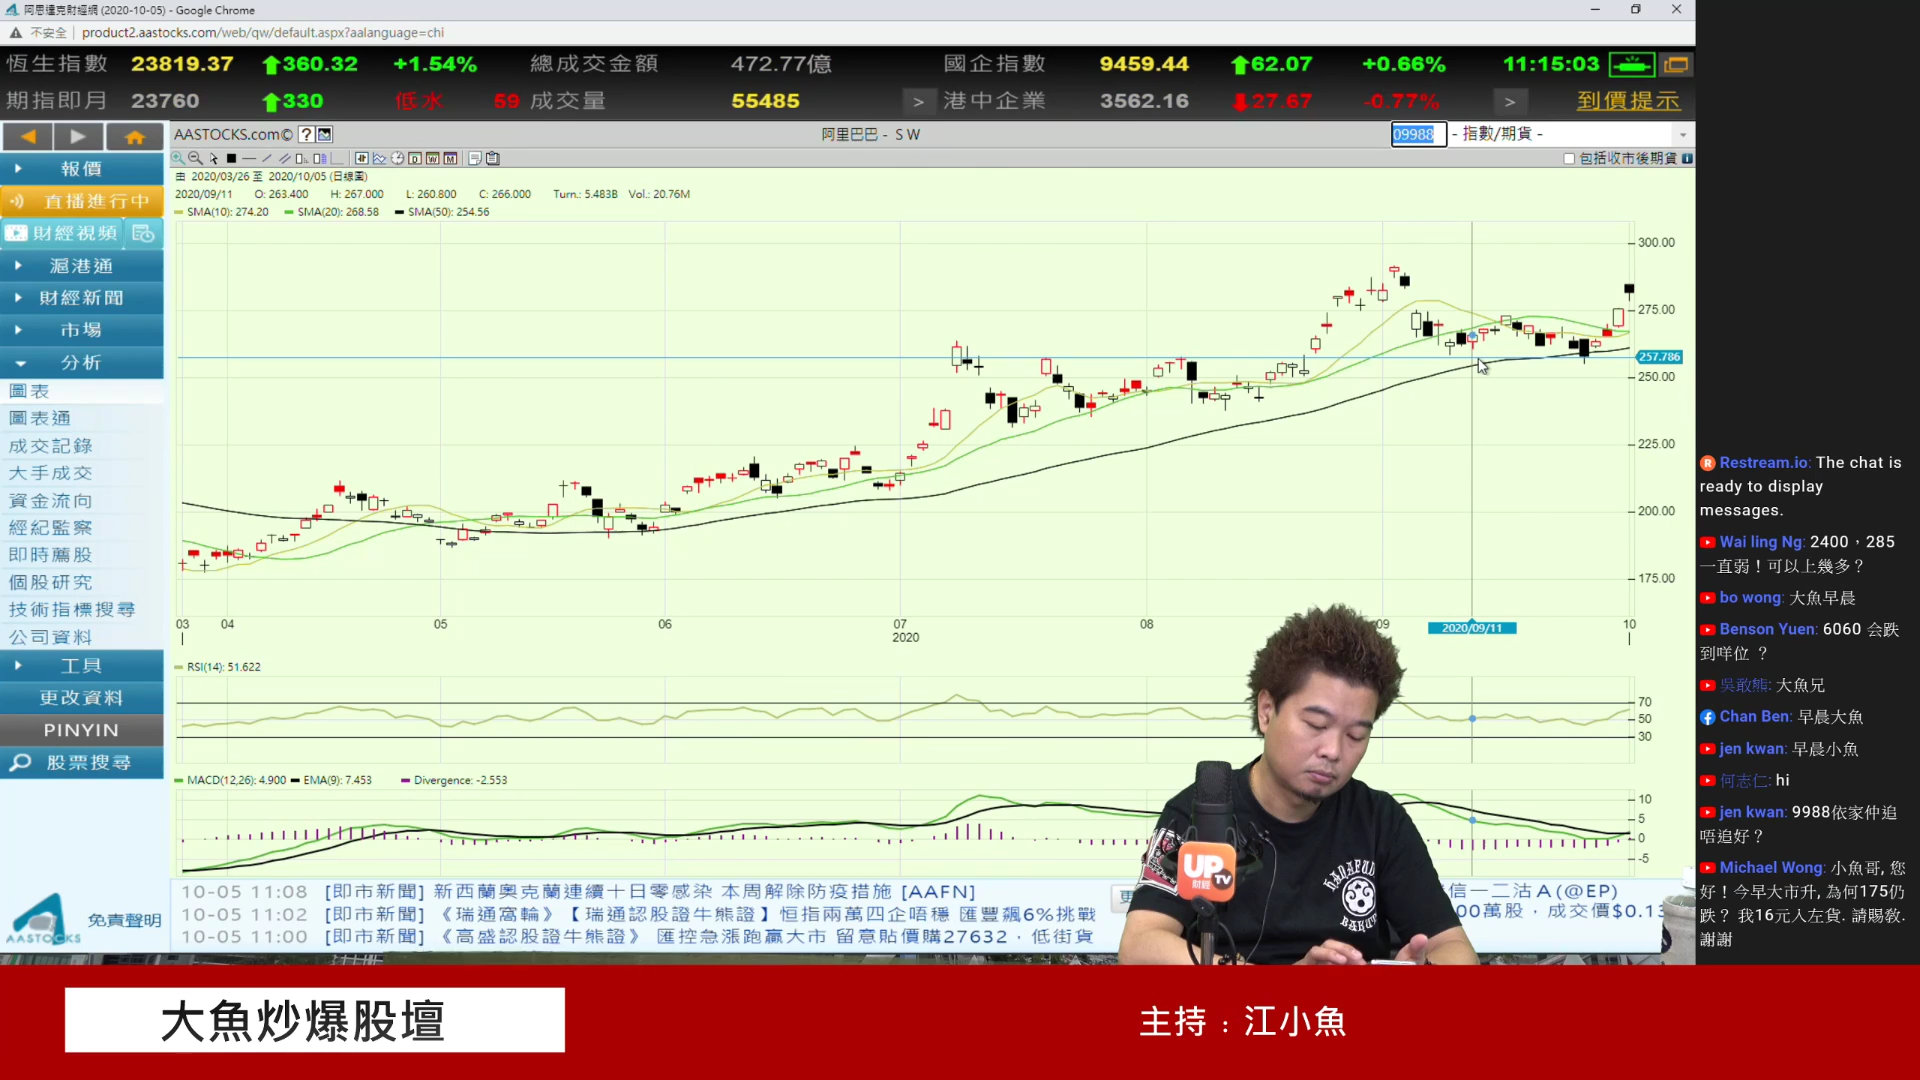 阿思達克財經網 (2020-10-05) - Google Chrome
不安全 | product2.aastocks.com/web/qw/default.aspx?aalanguage=chi
恆生指數 23819.37 360.32 +1.54% 總成交金額 472.77億 國企指數 9459.44 62.07 +0.66% 11:15:03
期指即月 23760 330 低水 59 成交量 55485 > 港中企業 3562.16 27.67 -0.77% > 到價提示
AASTOCKS.com© ? 阿里巴巴 - S W 09988 - 指數/期貨 -
包括收市後期貨
報價
直播進行中
財經視頻
滬港通
財經新聞
市場
分析
圖表
圖表通
成交記錄
大手成交
資金流向
經紀監察
即時薦股
個股研究
技術指標搜尋
公司資料
工具
更改資料
PINYIN
股票搜尋
AASTOCKS
免責聲明
由 2020/03/26 至 2020/10/05 (日線圖)
2020/09/11 O: 263.400 H: 267.000 L: 260.800 C: 266.000 Turn.: 5.483B Vol.: 20.76M
SMA(10): 274.20 SMA(20): 268.58 SMA(50): 254.56
300.00
275.00
257.786
250.00
225.00
200.00
175.00
03 04 05 06 07 08 09 2020/09/11 10
2020
RSI(14): 51.622
70
50
30
MACD(12,26): 4.900 EMA(9): 7.453 Divergence: -2.553
10
5
0
-5
10-05 11:08 [即市新聞] 新西蘭奧克蘭連續十日零感染 本周解除防疫措施 [AAFN]
10-05 11:02 [即市新聞] 《瑞通窩輪》【瑞通認股證牛熊證】恒指兩萬四企唔穩 匯豐飆6%挑戰
10-05 11:00 [即市新聞] 《高盛認股證牛熊證》 匯控急漲跑贏大市 留意貼價購27632．低街貨
信一二沽A(@EP)
00萬股，成交價$0.13
UP
財經 TV
HANAFUDA
BAKUTO
Restream.io: The chat is
ready to display
messages.
Wai ling Ng: 2400，285
一直弱！可以上幾多？
bo wong: 大魚早晨
Benson Yuen: 6060 会跌
到咩位 ？
吳敢熊: 大魚兄
Chan Ben: 早晨大魚
jen kwan: 早晨小魚
何志仁: hi
jen kwan: 9988依家仲追
唔追好？
Michael Wong: 小魚哥, 您
好！今早大市升, 為何175仍
跌？ 我16元入左貨. 請賜教.
謝謝
大魚炒爆股壇
主持：江小魚